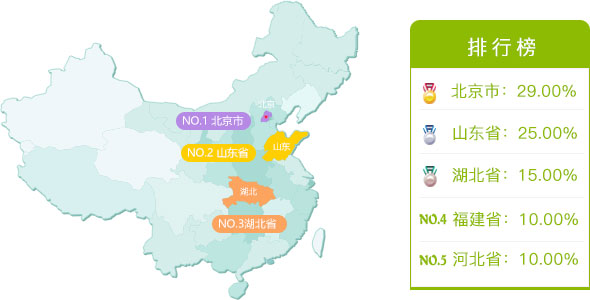 北京
NO.1 北京市
NO.2 山东省
山东
湖北
NO.3湖北省
排行榜
北京市：29.00%
山东省：25.00%
湖北省：15.00%
NO.4 福建省：10.00%
NO.5 河北省：10.00%